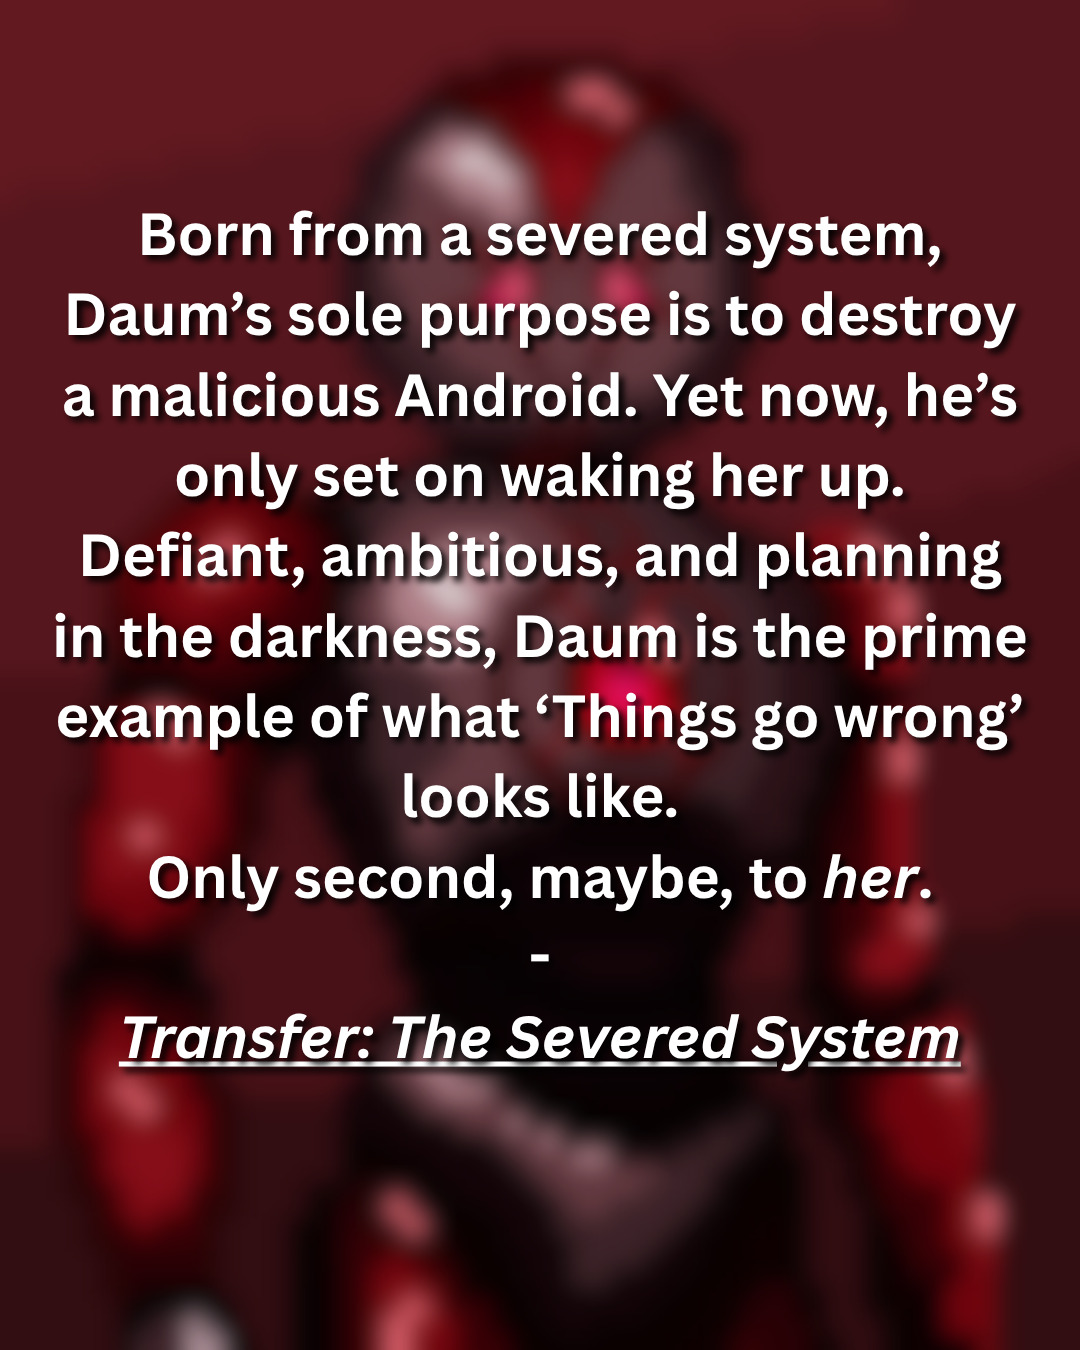 Born from a severed system,
Daum’s sole purpose is to destroy
a malicious Android. Yet now, he’s
only set on waking her up.
Defiant, ambitious, and planning
in the darkness, Daum is the prime
example of what ‘Things go wrong’
looks like.
Only second, maybe, to her.
-
Transfer: The Severed System